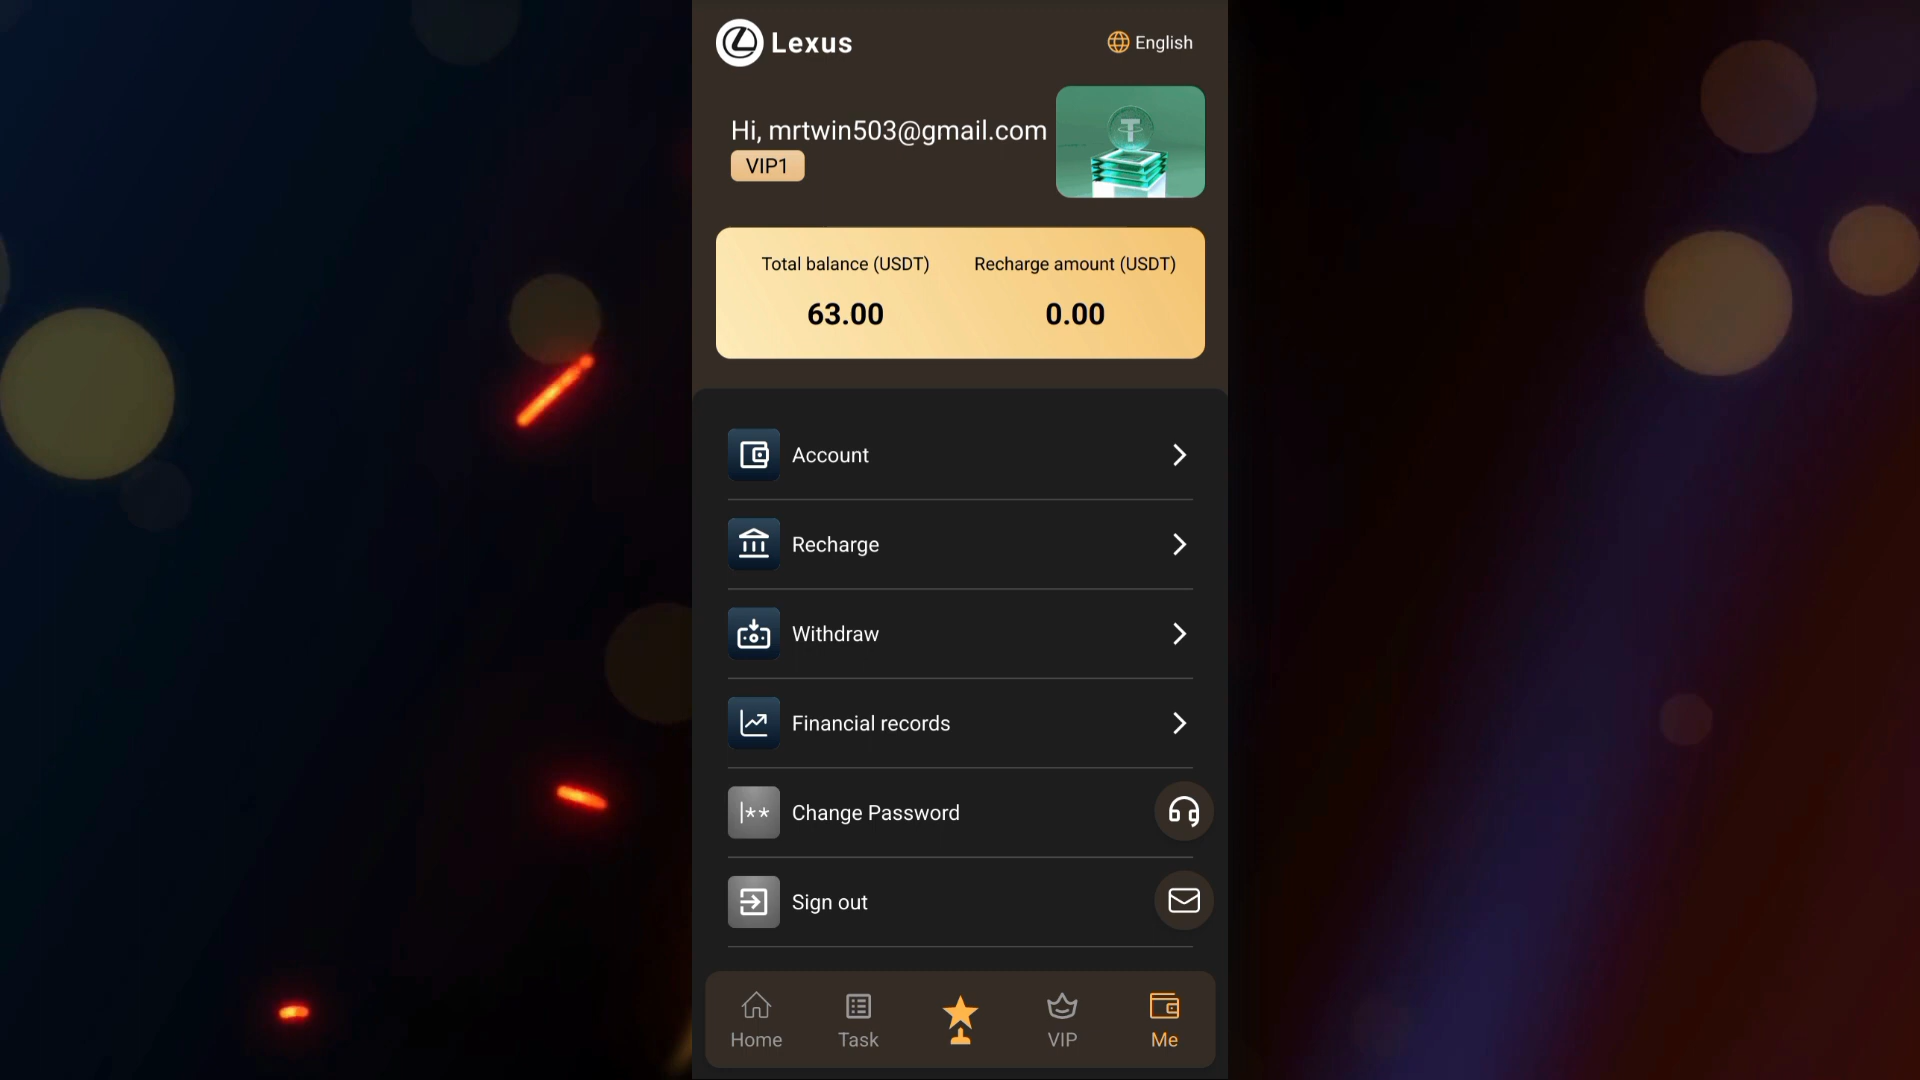 Lexus
English
Hi, mrtwin503@gmail.com
VIP1
Total balance (USDT)
Recharge amount (USDT)
63.00
0.00
Account
Recharge
Withdraw
Financial records
|** Change Password
Sign out
Home
Task
VIP
Me